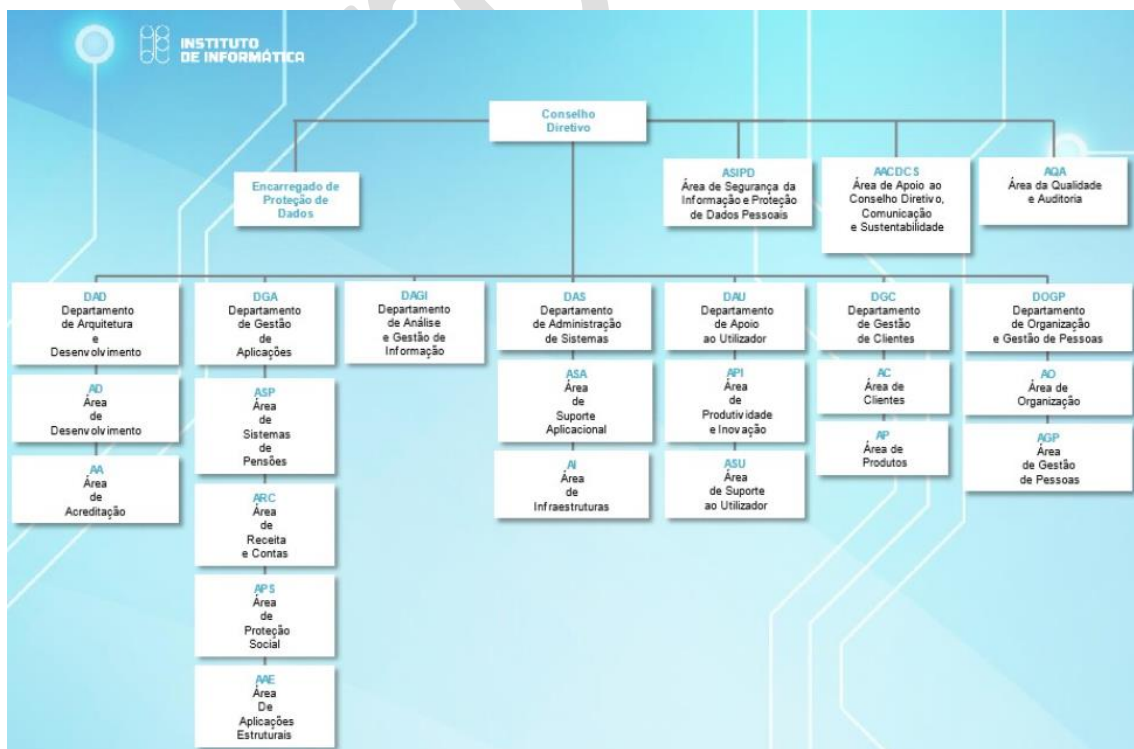 INSTITUTO
DE INFORMÁTICA
Conselho
Diretivo
Encarregado de
Proteção de
Dados
ASIPD
Área de Segurança da
Informação e Proteção
de Dados Pessoais
AACDCS
Área de Apoio ao
Conselho Diretivo,
Comunicação
e Sustentabilidade
AQA
Área da Qualidade
e Auditoria
DAD
Departamento
de Arquitetura
e
Desenvolvimento
AD
Área
de
Desenvolvimento
AA
Área
de
Acreditação
DGA
Departamento
de Gestão
de
Aplicações
ASP
Área
de
Sistemas
de
Pensões
ARC
Área
de
Receita
e Contas
APS
Área
de
Proteção
Social
AAE
Área
De
Aplicações
Estruturais
DAGI
Departamento
de Análise
e Gestão de
Informação
DAS
Departamento
de Administração
de Sistemas
ASA
Área
de
Suporte
Aplicacional
AI
Área
de
Infraestruturas
DAU
Departamento
de Apoio
ao Utilizador
API
Área
de
Produtividade
e Inovação
ASU
Área
de Suporte
ao Utilizador
DGC
Departamento
de Gestão
de Clientes
AC
Área de
Clientes
AP
Área de
Produtos
DOGP
Departamento
de Organização
e Gestão de Pessoas
AO
Área de
Organização
AGP
Área
de Gestão
de Pessoas